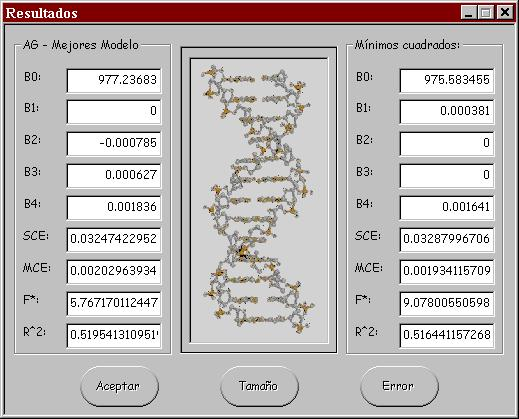 Resultados
AG - Mejores Modelo
B0: 977.23683
B1: 0
B2: -0.000785
B3: 0.000627
B4: 0.001836
SCE: 0.03247422952
MCE: 0.00202963934
F*: 5.767170112447
R^2: 0.519541310951
Mínimos cuadrados:
B0: 975.583455
B1: 0.000381
B2: 0
B3: 0
B4: 0.001641
SCE: 0.03287996706
MCE: 0.001934115709
F*: 9.07800550598
R^2: 0.516441157268
Aceptar
Tamaño
Error